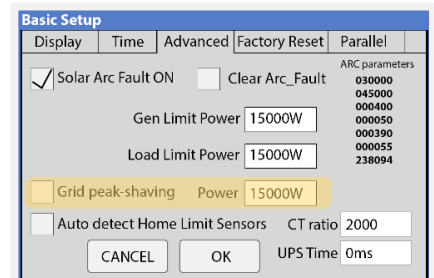 Basic Setup
Display Time Advanced Factory Reset Parallel
Solar Arc Fault ON Clear Arc_Fault
ARC parameters
030000
045000
000400
000050
000390
000055
238094
Gen Limit Power 15000W
Load Limit Power 15000W
Grid peak-shaving Power 15000W
Auto detect Home Limit Sensors CT ratio 2000
CANCEL OK UPS Time 0ms